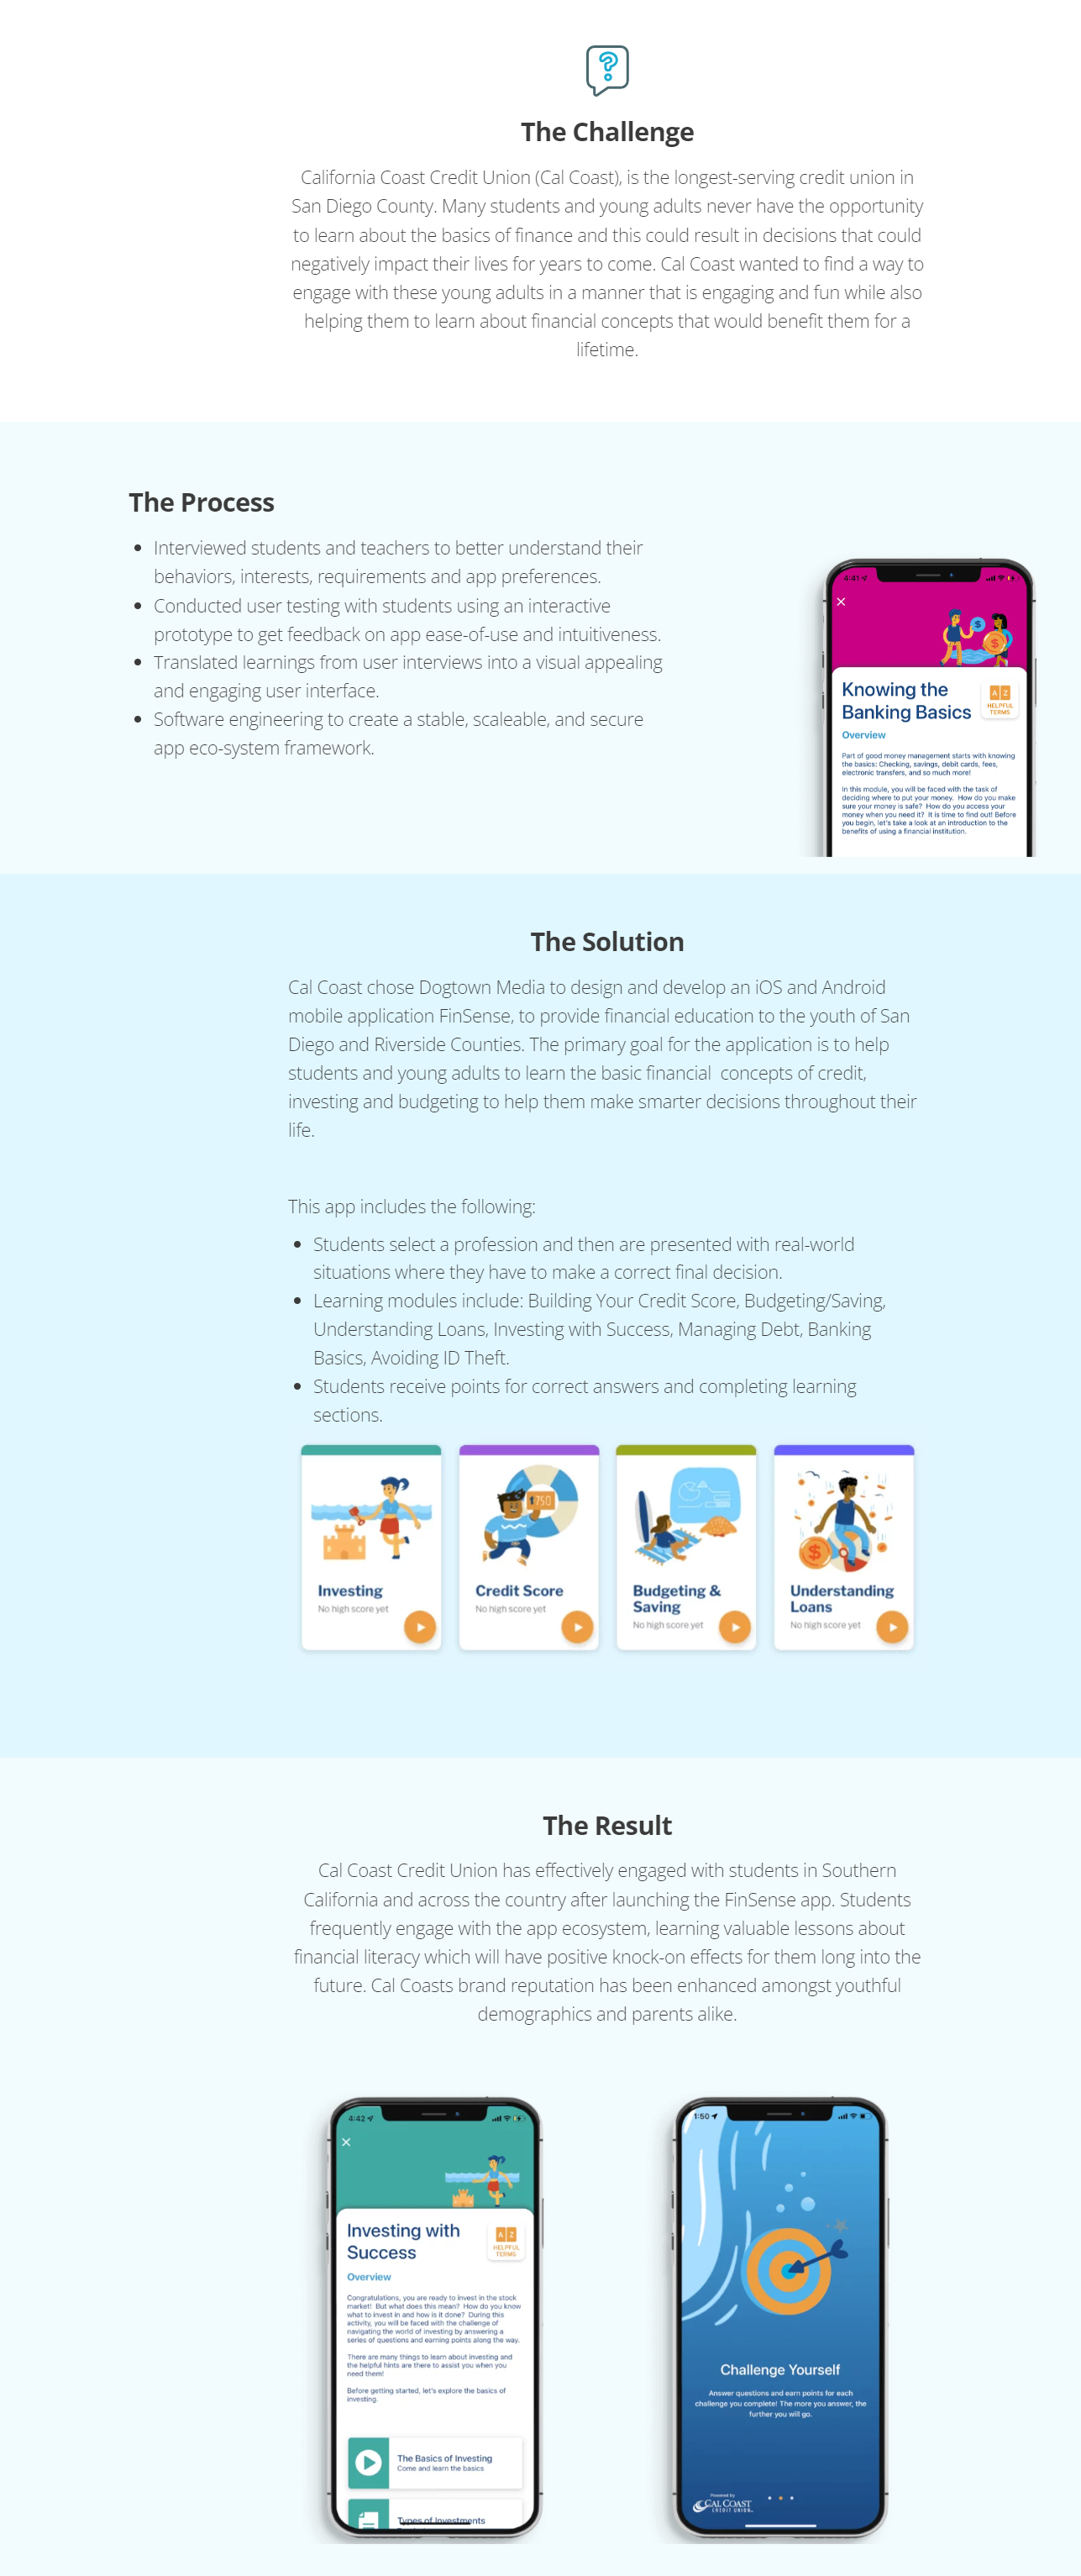 The Challenge
California Coast Credit Union (Cal Coast), is the longest-serving credit union in
San Diego County. Many students and young adults never have the opportunity
to learn about the basics of finance and this could result in decisions that could
negatively impact their lives for years to come. Cal Coast wanted to find a way to
engage with these young adults in a manner that is engaging and fun while also
helping them to learn about financial concepts that would benefit them for a
lifetime.
The Process
• Interviewed students and teachers to better understand their
behaviors, interests, requirements and app preferences.
• Conducted user testing with students using an interactive
prototype to get feedback on app ease-of-use and intuitiveness.
• Translated learnings from user interviews into a visual appealing
and engaging user interface.
• Software engineering to create a stable, scaleable, and secure
app eco-system framework.
4:41
Knowing the
Banking Basics
A Z
HELPFUL
TERMS
Overview
Part of good money management starts with knowing
the basics: Checking, savings, debit cards, fees,
electronic transfers, and so much more!
In this module, you will be faced with the task of
deciding where to put your money. How do you make
sure your money is safe? How do you access your
money when you need it? It is time to find out! Before
you begin, let's take a look at an introduction to the
benefits of using a financial institution.
The Solution
Cal Coast chose Dogtown Media to design and develop an iOS and Android
mobile application FinSense, to provide financial education to the youth of San
Diego and Riverside Counties. The primary goal for the application is to help
students and young adults to learn the basic financial  concepts of credit,
investing and budgeting to help them make smarter decisions throughout their
life.
This app includes the following:
• Students select a profession and then are presented with real-world
situations where they have to make a correct final decision.
• Learning modules include: Building Your Credit Score, Budgeting/Saving,
Understanding Loans, Investing with Success, Managing Debt, Banking
Basics, Avoiding ID Theft.
• Students receive points for correct answers and completing learning
sections.
Investing
No high score yet
750
Credit Score
No high score yet
Budgeting &
Saving
No high score yet
$
Understanding
Loans
No high score yet
The Result
Cal Coast Credit Union has effectively engaged with students in Southern
California and across the country after launching the FinSense app. Students
frequently engage with the app ecosystem, learning valuable lessons about
financial literacy which will have positive knock-on effects for them long into the
future. Cal Coasts brand reputation has been enhanced amongst youthful
demographics and parents alike.
4:42
Investing with
Success
A Z
HELPFUL
TERMS
Overview
Congratulations, you are ready to invest in the stock
market! But what does this mean? How do you know
what to invest in and how is it done? During this
activity, you will be faced with the challenge of
navigating the world of investing by answering a
series of questions and earning points along the way.
There are many things to learn about investing and
the helpful hints are there to assist you when you
need them!
Before getting started, let's explore the basics of
investing.
The Basics of Investing
Come and learn the basics
Types of Investments
1:50
Challenge Yourself
Answer questions and earn points for each
challenge you complete! The more you answer, the
further you will go.
Powered by
CAL COAST
CREDIT UNION